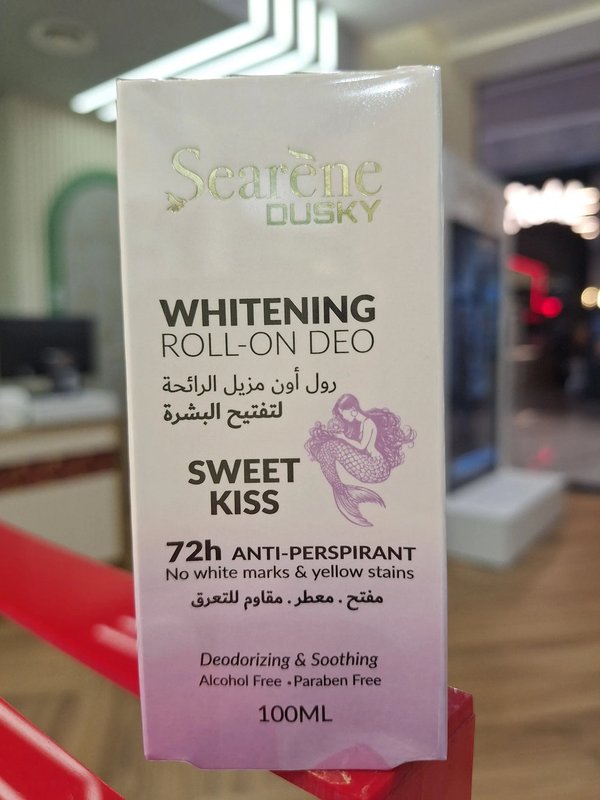 Searène
DUSKY
WHITENING
ROLL-ON DEO
رول أون مزيل الرائحة
لتفتيح البشرة
SWEET
KISS
72h ANTI-PERSPIRANT
No white marks & yellow stains
مفتح . معطر . مقاوم للتعرق
Deodorizing & Soothing
Alcohol Free • Paraben Free
100ML